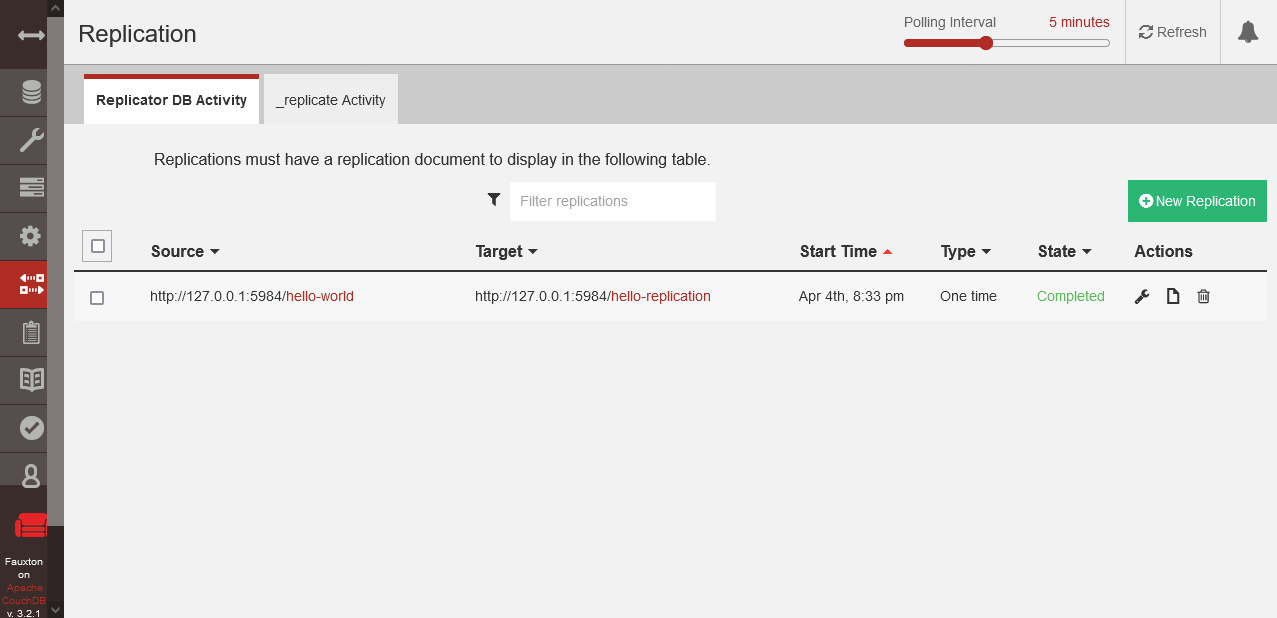 Replication
Polling Interval 5 minutes
Refresh
Replicator DB Activity
_replicate Activity
Replications must have a replication document to display in the following table.
Filter replications
New Replication
Source Target Start Time Type State Actions
http://127.0.0.1:5984/hello-world http://127.0.0.1:5984/hello-replication Apr 4th, 8:33 pm One time Completed
Fauxton
on
Apache
CouchDB
v. 3.2.1